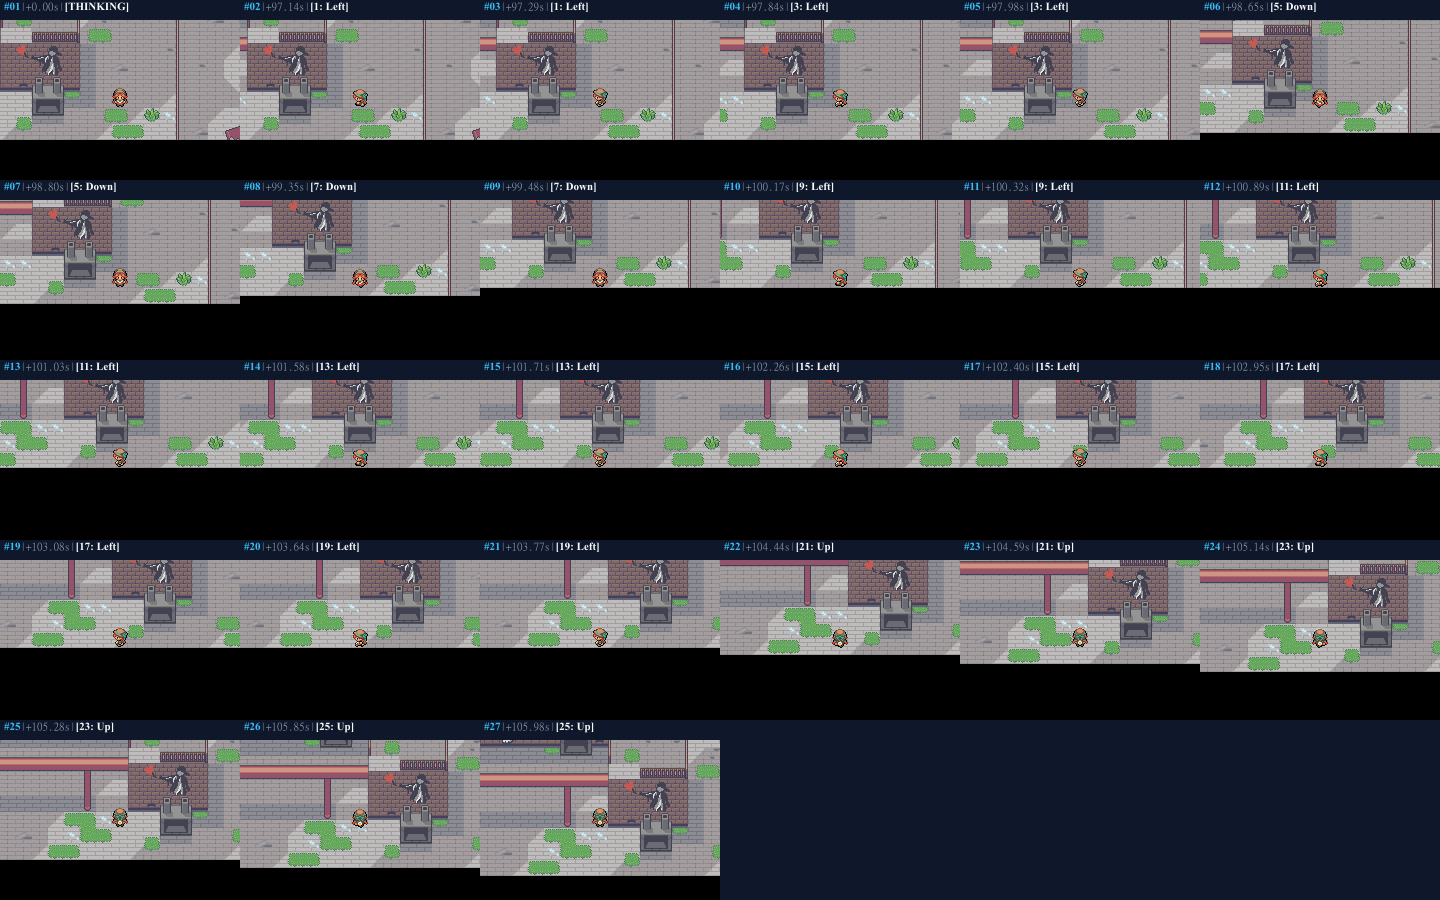 #01 | +0.00s | [THINKING]
#02 | +97.14s | [1: Left]
#03 | +97.29s | [1: Left]
#04 | +97.84s | [3: Left]
#05 | +97.98s | [3: Left]
#06 | +98.65s | [5: Down]
#07 | +98.80s | [5: Down]
#08 | +99.35s | [7: Down]
#09 | +99.48s | [7: Down]
#10 | +100.17s | [9: Left]
#11 | +100.32s | [9: Left]
#12 | +100.89s | [11: Left]
#13 | +101.03s | [11: Left]
#14 | +101.58s | [13: Left]
#15 | +101.71s | [13: Left]
#16 | +102.26s | [15: Left]
#17 | +102.40s | [15: Left]
#18 | +102.95s | [17: Left]
#19 | +103.08s | [17: Left]
#20 | +103.64s | [19: Left]
#21 | +103.77s | [19: Left]
#22 | +104.44s | [21: Up]
#23 | +104.59s | [21: Up]
#24 | +105.14s | [23: Up]
#25 | +105.28s | [23: Up]
#26 | +105.85s | [25: Up]
#27 | +105.98s | [25: Up]